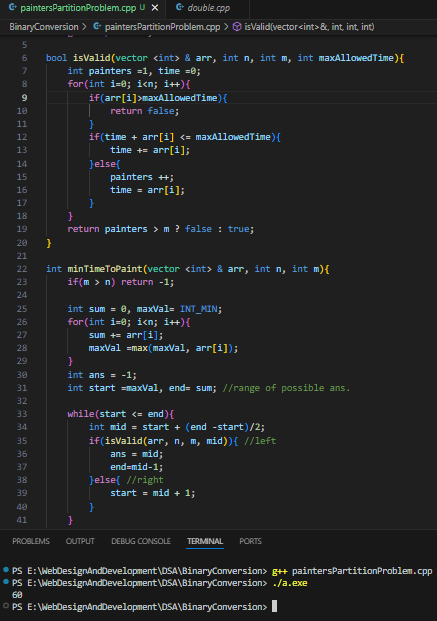 paintersPartitionProblem.cpp U double.cpp
BinaryConversion > paintersPartitionProblem.cpp > isValid(vector<int>&, int, int, int)
5
6 bool isValid(vector <int> & arr, int n, int m, int maxAllowedTime){
7 int painters =1, time =0;
8 for(int i=0; i<n; i++){
9 if(arr[i]>maxAllowedTime){
10 return false;
11 }
12 if(time + arr[i] <= maxAllowedTime){
13 time += arr[i];
14 }else{
15 painters ++;
16 time = arr[i];
17 }
18 }
19 return painters > m ? false : true;
20 }
21
22 int minTimeToPaint(vector <int> & arr, int n, int m){
23 if(m > n) return -1;
24
25 int sum = 0, maxVal= INT_MIN;
26 for(int i=0; i<n; i++){
27 sum += arr[i];
28 maxVal =max(maxVal, arr[i]);
29 }
30 int ans = -1;
31 int start =maxVal, end= sum; //range of possible ans.
32
33 while(start <= end){
34 int mid = start + (end -start)/2;
35 if(isValid(arr, n, m, mid)){ //left
36 ans = mid;
37 end=mid-1;
38 }else{ //right
39 start = mid + 1;
40 }
41 }
PROBLEMS OUTPUT DEBUG CONSOLE TERMINAL PORTS
PS E:\WebDesignAndDevelopment\DSA\BinaryConversion> g++ paintersPartitionProblem.cpp
PS E:\WebDesignAndDevelopment\DSA\BinaryConversion> ./a.exe
60
PS E:\WebDesignAndDevelopment\DSA\BinaryConversion>